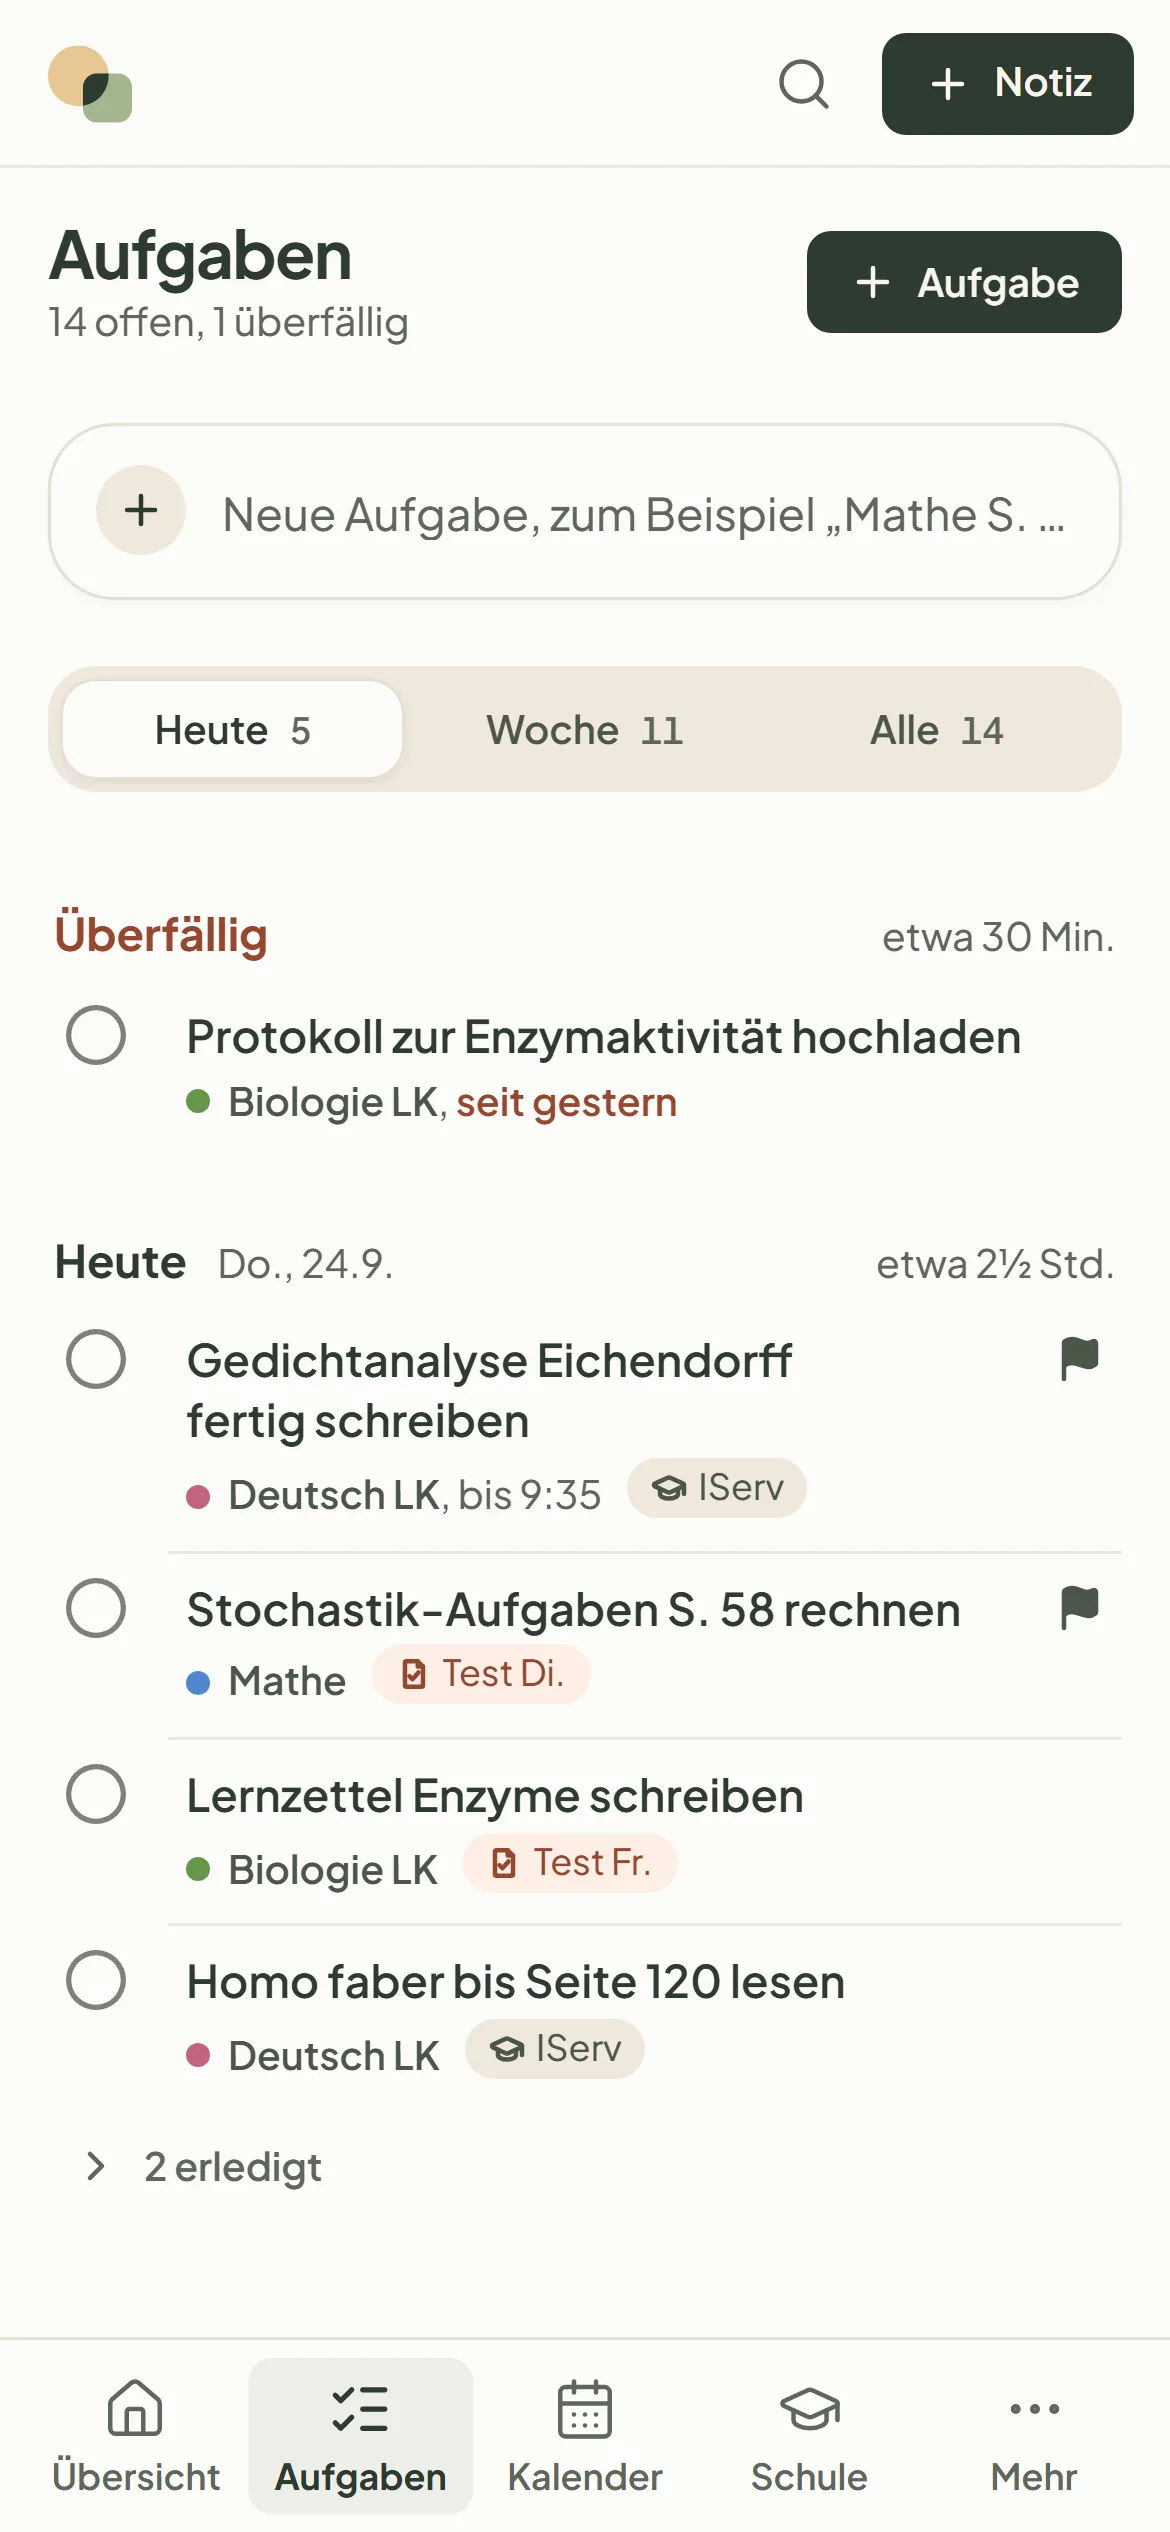 Notiz
Aufgaben
14 offen, 1 überfällig
Aufgabe
Neue Aufgabe, zum Beispiel „Mathe S. ...
Heute 5
Woche 11
Alle 14
Überfällig
etwa 30 Min.
Protokoll zur Enzymaktivität hochladen
Biologie LK, seit gestern
Heute Do., 24.9.
etwa 2½ Std.
Gedichtanalyse Eichendorff
fertig schreiben
Deutsch LK, bis 9:35 IServ
Stochastik-Aufgaben S. 58 rechnen
Mathe Test Di.
Lernzettel Enzyme schreiben
Biologie LK Test Fr.
Homo faber bis Seite 120 lesen
Deutsch LK IServ
2 erledigt
Übersicht
Aufgaben
Kalender
Schule
Mehr